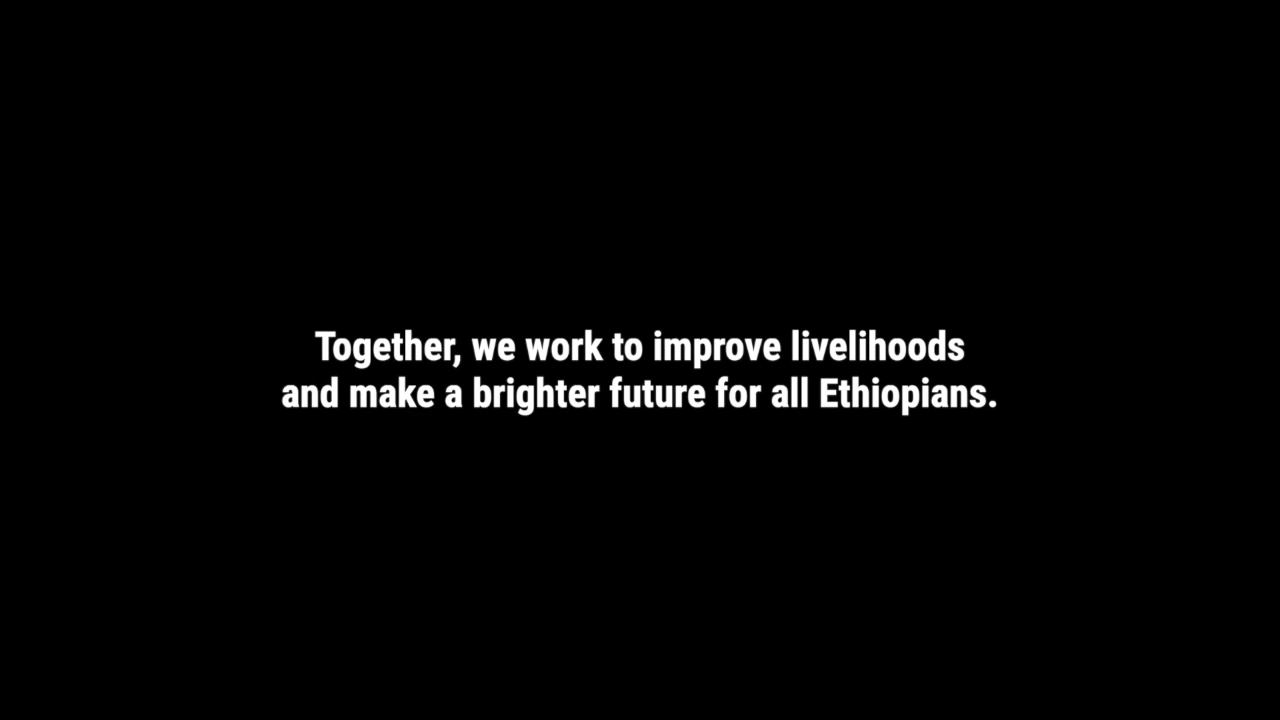 Together, we work to improve livelihoods
and make a brighter future for all Ethiopians.